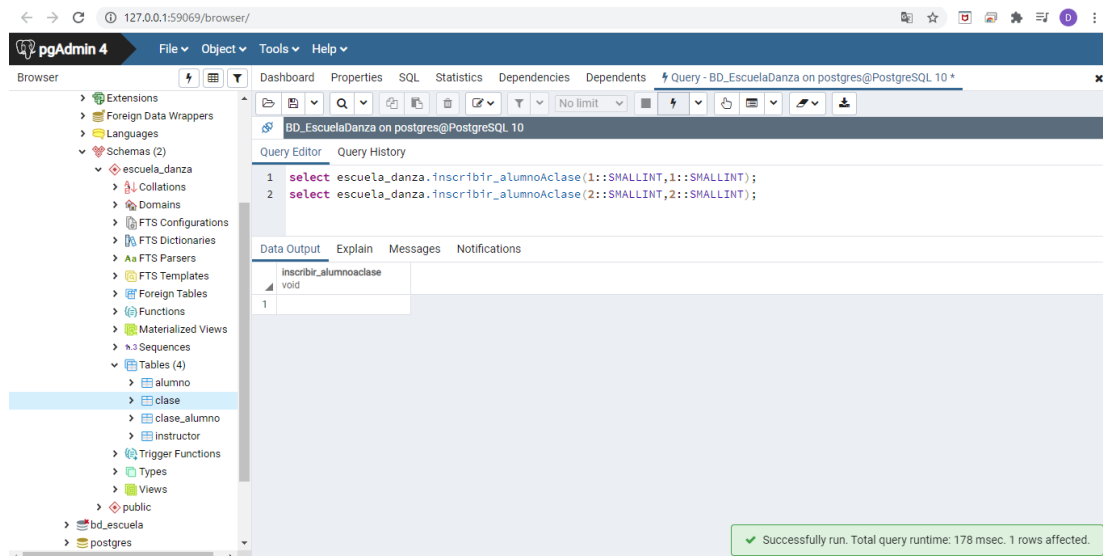 127.0.0.1:59069/browser/
D
pgAdmin 4 File Object Tools Help
Browser
Dashboard Properties SQL Statistics Dependencies Dependents Query - BD_EscuelaDanza on postgres@PostgreSQL 10 *
Extensions
Foreign Data Wrappers
Languages
Schemas (2)
escuela_danza
Collations
Domains
FTS Configurations
FTS Dictionaries
Aa FTS Parsers
FTS Templates
Foreign Tables
Functions
Materialized Views
1..3 Sequences
Tables (4)
alumno
clase
clase_alumno
instructor
Trigger Functions
Types
Views
public
bd_escuela
postgres
No limit
BD_EscuelaDanza on postgres@PostgreSQL 10
Query Editor Query History
1 select escuela_danza.inscribir_alumnoAclase(1::SMALLINT,1::SMALLINT);
2 select escuela_danza.inscribir_alumnoAclase(2::SMALLINT,2::SMALLINT);
Data Output Explain Messages Notifications
inscribir_alumnoaclase
void
1
Successfully run. Total query runtime: 178 msec. 1 rows affected.